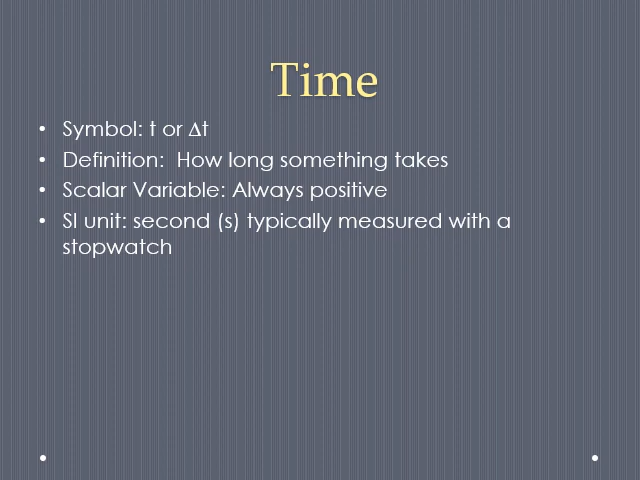 Time
• Symbol: t or Δt
• Definition:  How long something takes
• Scalar Variable: Always positive
• SI unit: second (s) typically measured with a
stopwatch